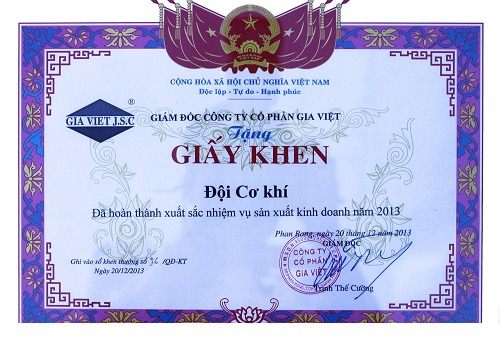 CỘNG HÒA XÃ HỘI CHỦ NGHĨA VIỆT NAM
Độc lập - Tự do - Hạnh phúc
GIA VIET J.S.C ®
GIÁM ĐỐC CÔNG TY CỔ PHẦN GIA VIỆT
Tặng
GIẤY KHEN
Đội Cơ khí
Đã hoàn thành xuất sắc nhiệm vụ sản xuất kinh doanh năm 2013
Phan Rang, ngày 20 tháng 12 năm 2013
GIÁM ĐỐC
CÔNG TY
CỔ PHẦN
GIA VIỆT
Ghi vào sổ khen thưởng số /QĐ-KT
Ngày 20/12/2013
Trịnh Thế Cường